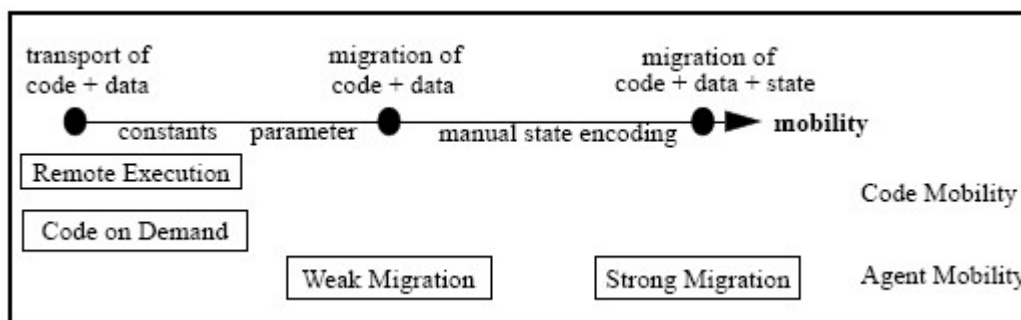 transport of
code + data
migration of
code + data
migration of
code + data + state
constants parameter manual state encoding mobility
Remote Execution
Code Mobility
Code on Demand
Weak Migration Strong Migration Agent Mobility